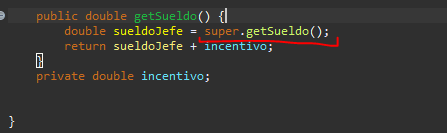 public double getSueldo() {
double sueldoJefe = super.getSueldo();
return sueldoJefe + incentivo;
}
private double incentivo;
}